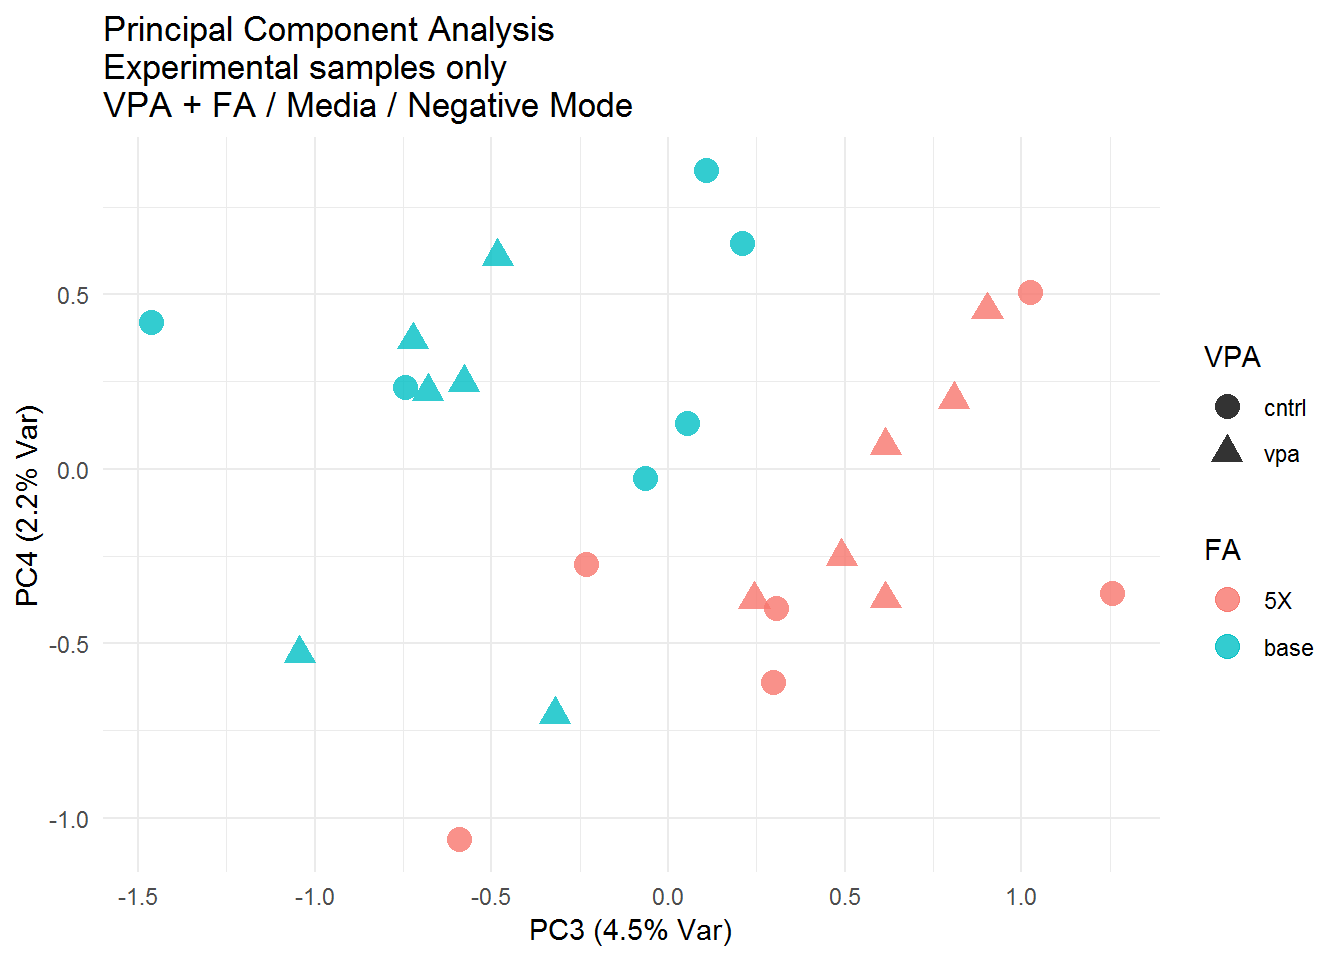 Principal Component Analysis
Experimental samples only
VPA + FA / Media / Negative Mode
0.5
0.0
-0.5
-1.0
PC4 (2.2% Var)
-1.5
-1.0
-0.5
0.0
0.5
1.0
PC3 (4.5% Var)
VPA
cntrl
vpa
FA
5X
base